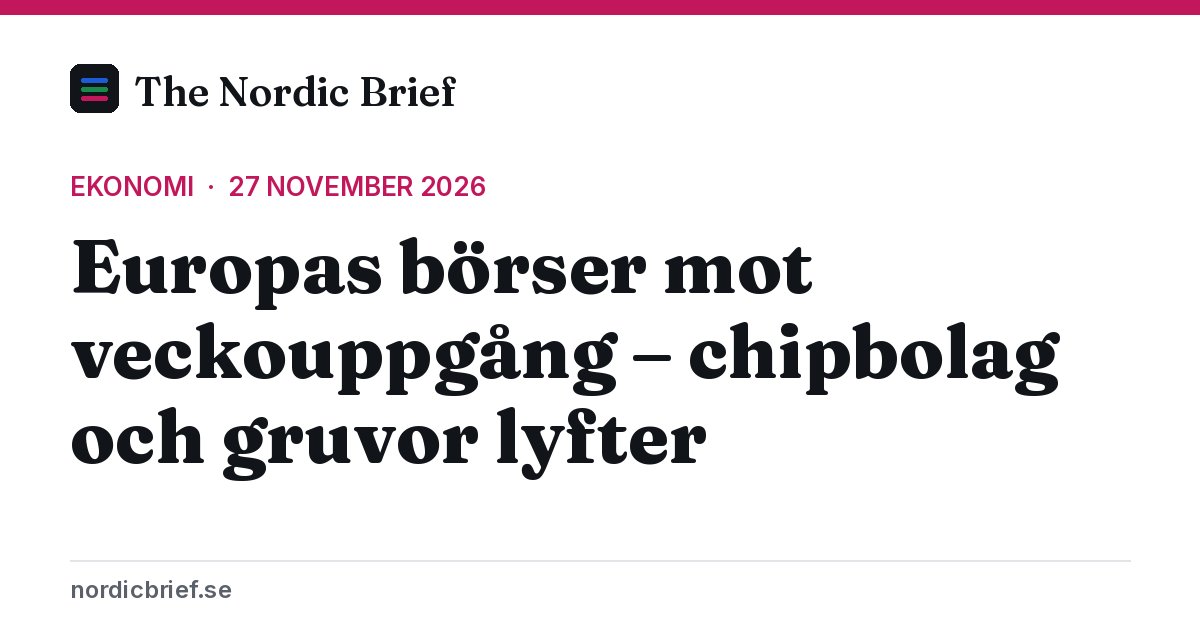 The Nordic Brief
EKONOMI · 27 NOVEMBER 2026
Europas börser mot
veckouppgång – chipbolag
och gruvor lyfter
nordicbrief.se